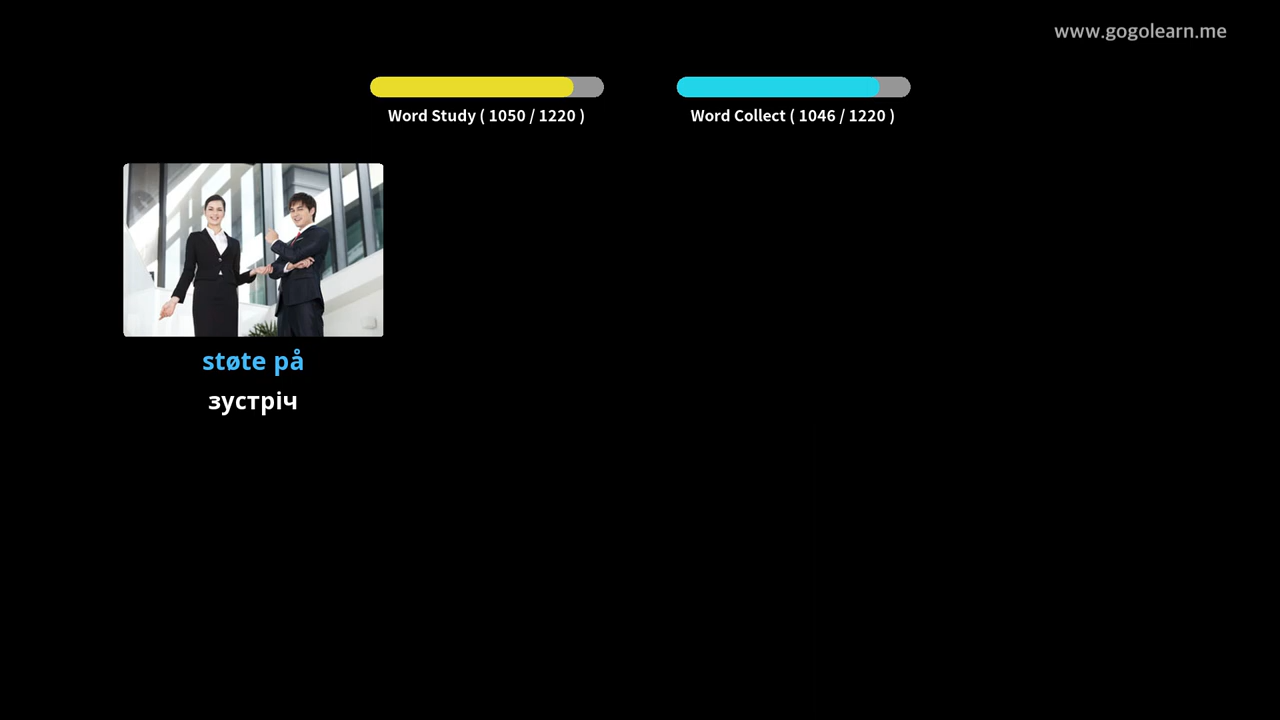 www.gogolearn.me
Word Study ( 1050 / 1220 )
Word Collect ( 1046 / 1220 )
støte på
зустріч